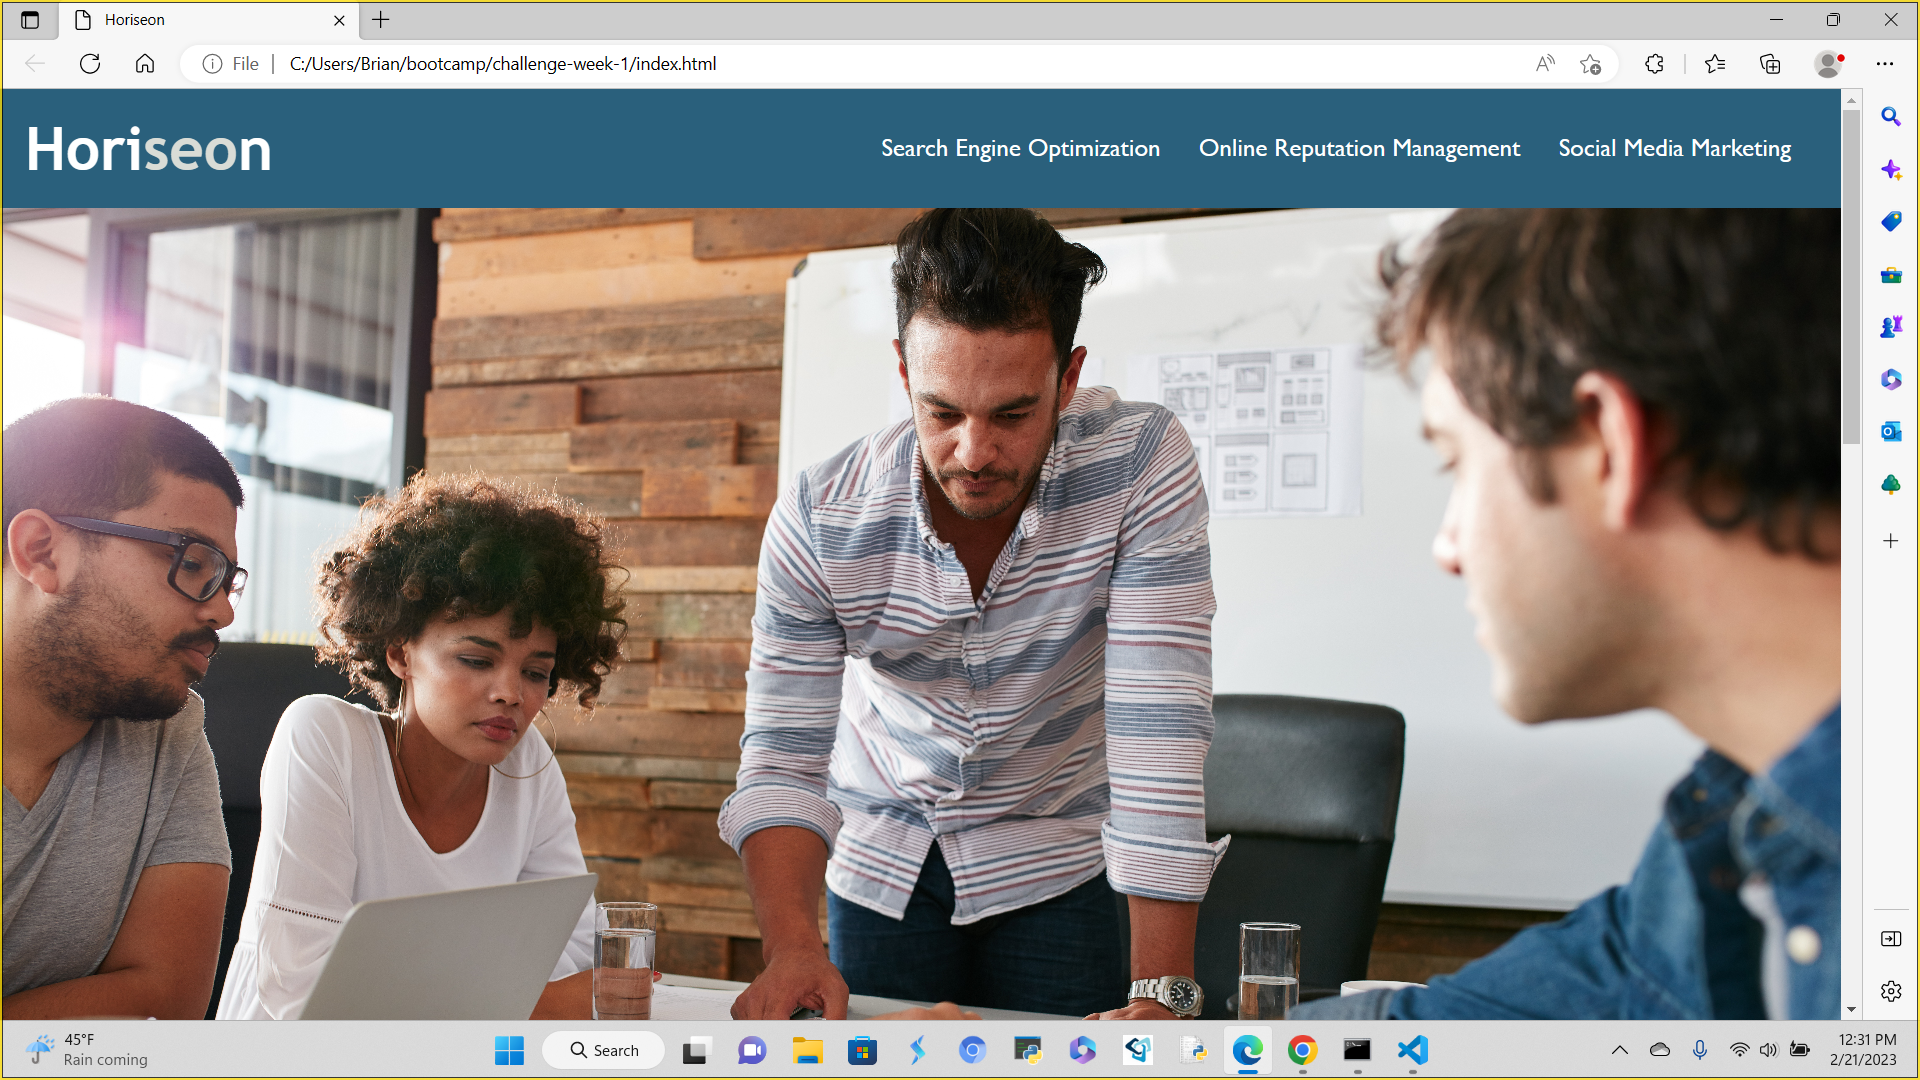 Horiseon
File
C:/Users/Brian/bootcamp/challenge-week-1/index.html
Horiseon
Search Engine Optimization
Online Reputation Management
Social Media Marketing
45°F
Rain coming
Search
12:31 PM
2/21/2023